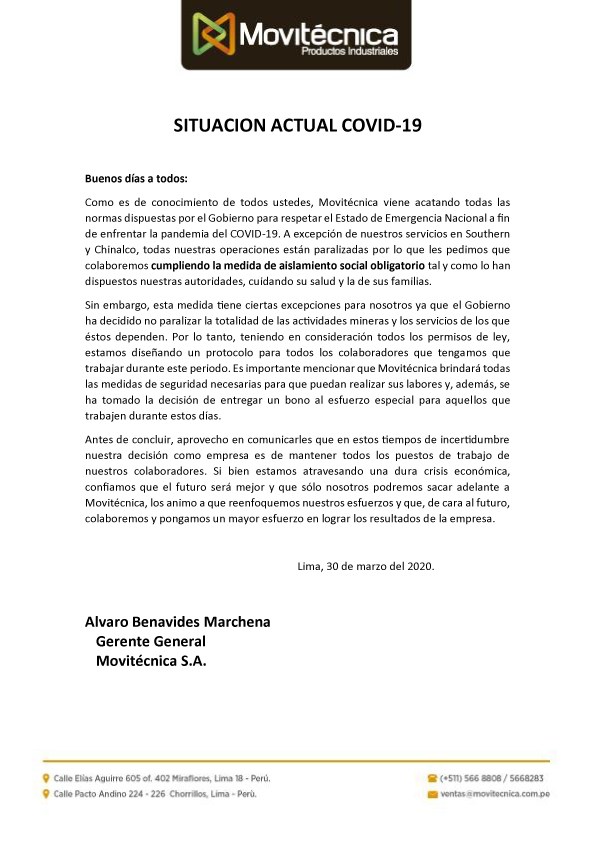 Movitécnica
Productos Industriales
SITUACION ACTUAL COVID-19
Buenos días a todos:
Como es de conocimiento de todos ustedes, Movitécnica viene acatando todas las
normas dispuestas por el Gobierno para respetar el Estado de Emergencia Nacional a fin
de enfrentar la pandemia del COVID-19. A excepción de nuestros servicios en Southern
y Chinalco, todas nuestras operaciones están paralizadas por lo que les pedimos que
colaboremos cumpliendo la medida de aislamiento social obligatorio tal y como lo han
dispuestos nuestras autoridades, cuidando su salud y la de sus familias.
Sin embargo, esta medida tiene ciertas excepciones para nosotros ya que el Gobierno
ha decidido no paralizar la totalidad de las actividades mineras y los servicios de los que
éstos dependen. Por lo tanto, teniendo en consideración todos los permisos de ley,
estamos diseñando un protocolo para todos los colaboradores que tengamos que
trabajar durante este periodo. Es importante mencionar que Movitécnica brindará todas
las medidas de seguridad necesarias para que puedan realizar sus labores y, además, se
ha tomado la decisión de entregar un bono al esfuerzo especial para aquellos que
trabajen durante estos días.
Antes de concluir, aprovecho en comunicarles que en estos tiempos de incertidumbre
nuestra decisión como empresa es de mantener todos los puestos de trabajo de
nuestros colaboradores. Si bien estamos atravesando una dura crisis económica,
confiamos que el futuro será mejor y que sólo nosotros podremos sacar adelante a
Movitécnica, los animo a que reenfoquemos nuestros esfuerzos y que, de cara al futuro,
colaboremos y pongamos un mayor esfuerzo en lograr los resultados de la empresa.
Lima, 30 de marzo del 2020.
Alvaro Benavides Marchena
Gerente General
Movitécnica S.A.
Calle Elías Aguirre 605 of. 402 Miraflores, Lima 18 - Perú.
(+511) 566 8808 / 5668283
Calle Pacto Andino 224 - 226 Chorrillos, Lima - Perù.
ventas@movitecnica.com.pe